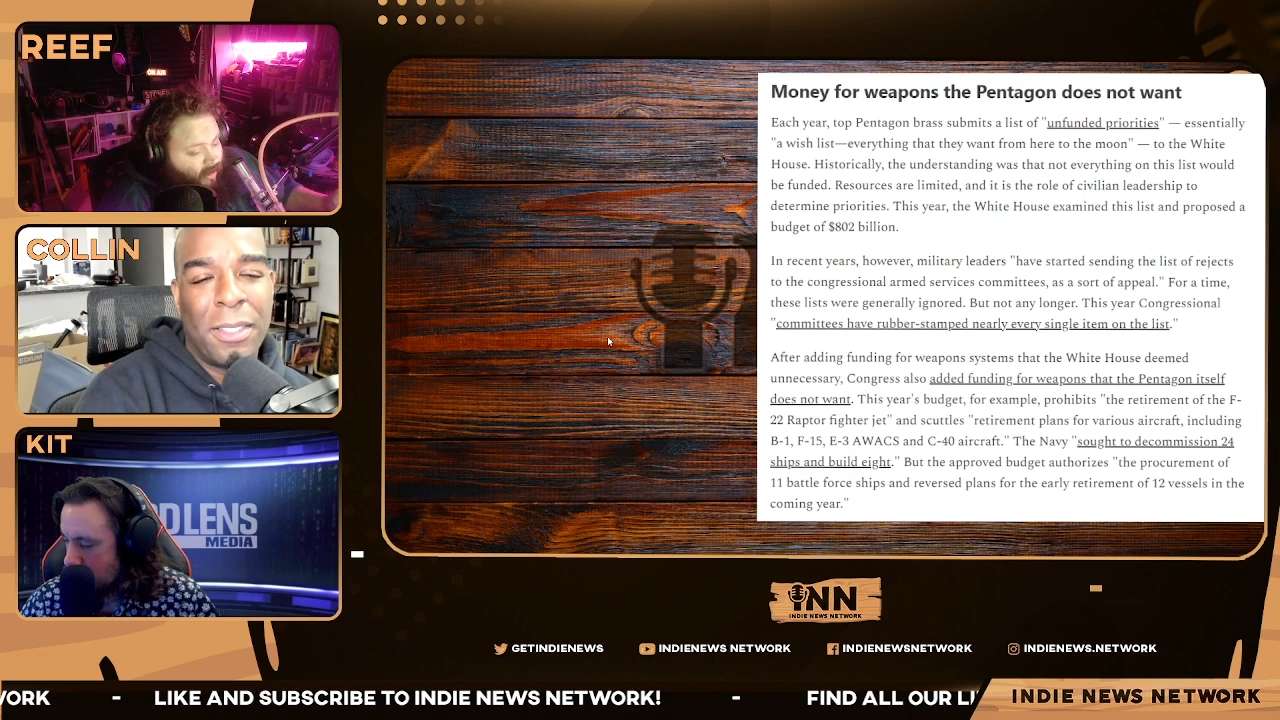 REEF
ON AIR
COLLIN
MEDIUM
KIT
DLENS
MEDIA
Money for weapons the Pentagon does not want
Each year, top Pentagon brass submits a list of "unfunded priorities" — essentially
"a wish list—everything that they want from here to the moon" — to the White
House. Historically, the understanding was that not everything on this list would
be funded. Resources are limited, and it is the role of civilian leadership to
determine priorities. This year, the White House examined this list and proposed a
budget of $802 billion.
In recent years, however, military leaders "have started sending the list of rejects
to the congressional armed services committees, as a sort of appeal." For a time,
these lists were generally ignored. But not any longer. This year Congressional
"committees have rubber-stamped nearly every single item on the list."
After adding funding for weapons systems that the White House deemed
unnecessary, Congress also added funding for weapons that the Pentagon itself
does not want. This year's budget, for example, prohibits "the retirement of the F-
22 Raptor fighter jet" and scuttles "retirement plans for various aircraft, including
B-1, F-15, E-3 AWACS and C-40 aircraft." The Navy "sought to decommission 24
ships and build eight." But the approved budget authorizes "the procurement of
11 battle force ships and reversed plans for the early retirement of 12 vessels in the
coming year."
INN
INDIE NEWS NETWORK
GETINDIENEWS
INDIENEWS NETWORK
INDIENEWSNETWORK
INDIENEWS.NETWORK
WORK - LIKE AND SUBSCRIBE TO INDIE NEWS NETWORK! - FIND ALL OUR LI
INDIE NEWS NETWORK